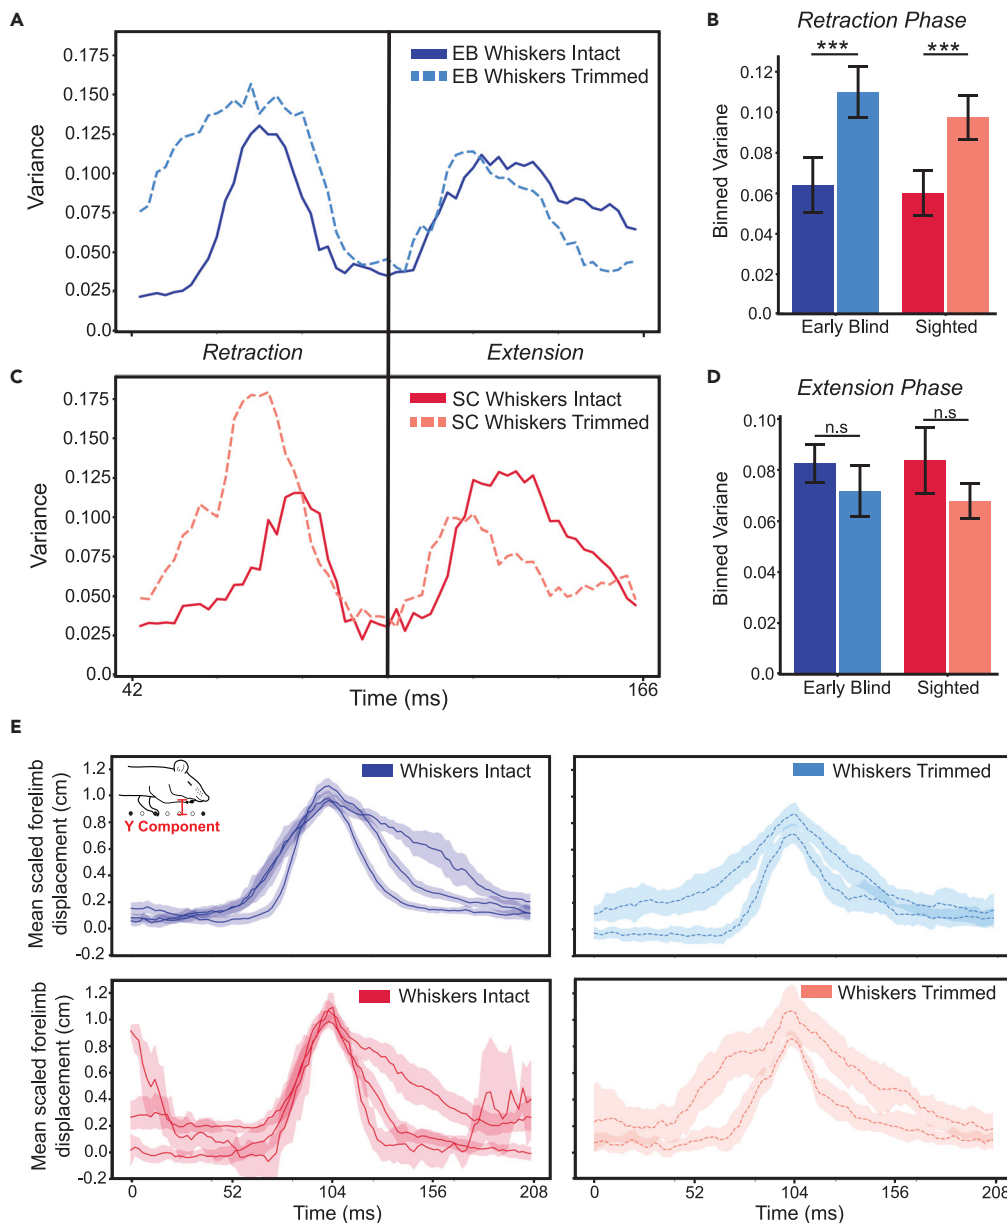 A
0.175
0.150
0.125
0.100
0.075
0.050
0.025
0.0
Variance
EB Whiskers Intact
EB Whiskers Trimmed
Retraction
Extension
B
Retraction Phase
***
***
0.12
0.10
0.08
0.06
0.04
0.02
0.0
Binned Variane
Early Blind
Sighted
C
0.175
0.150
0.125
0.100
0.075
0.050
0.025
0.0
Variance
SC Whiskers Intact
SC Whiskers Trimmed
42
Time (ms)
166
D
Extension Phase
n.s
n.s
0.10
0.08
0.06
0.04
0.02
0.0
Binned Variane
Early Blind
Sighted
E
1.2
1.0
0.8
0.6
0.4
0.2
0.0
-0.2
Mean scaled forelimb
displacement (cm)
Y Component
Whiskers Intact
Whiskers Trimmed
1.2
1.0
0.8
0.6
0.4
0.2
0.0
-0.2
Mean scaled forelimb
displacement (cm)
Whiskers Intact
Whiskers Trimmed
0
52
104
156
208
Time (ms)
0
52
104
156
208
Time (ms)